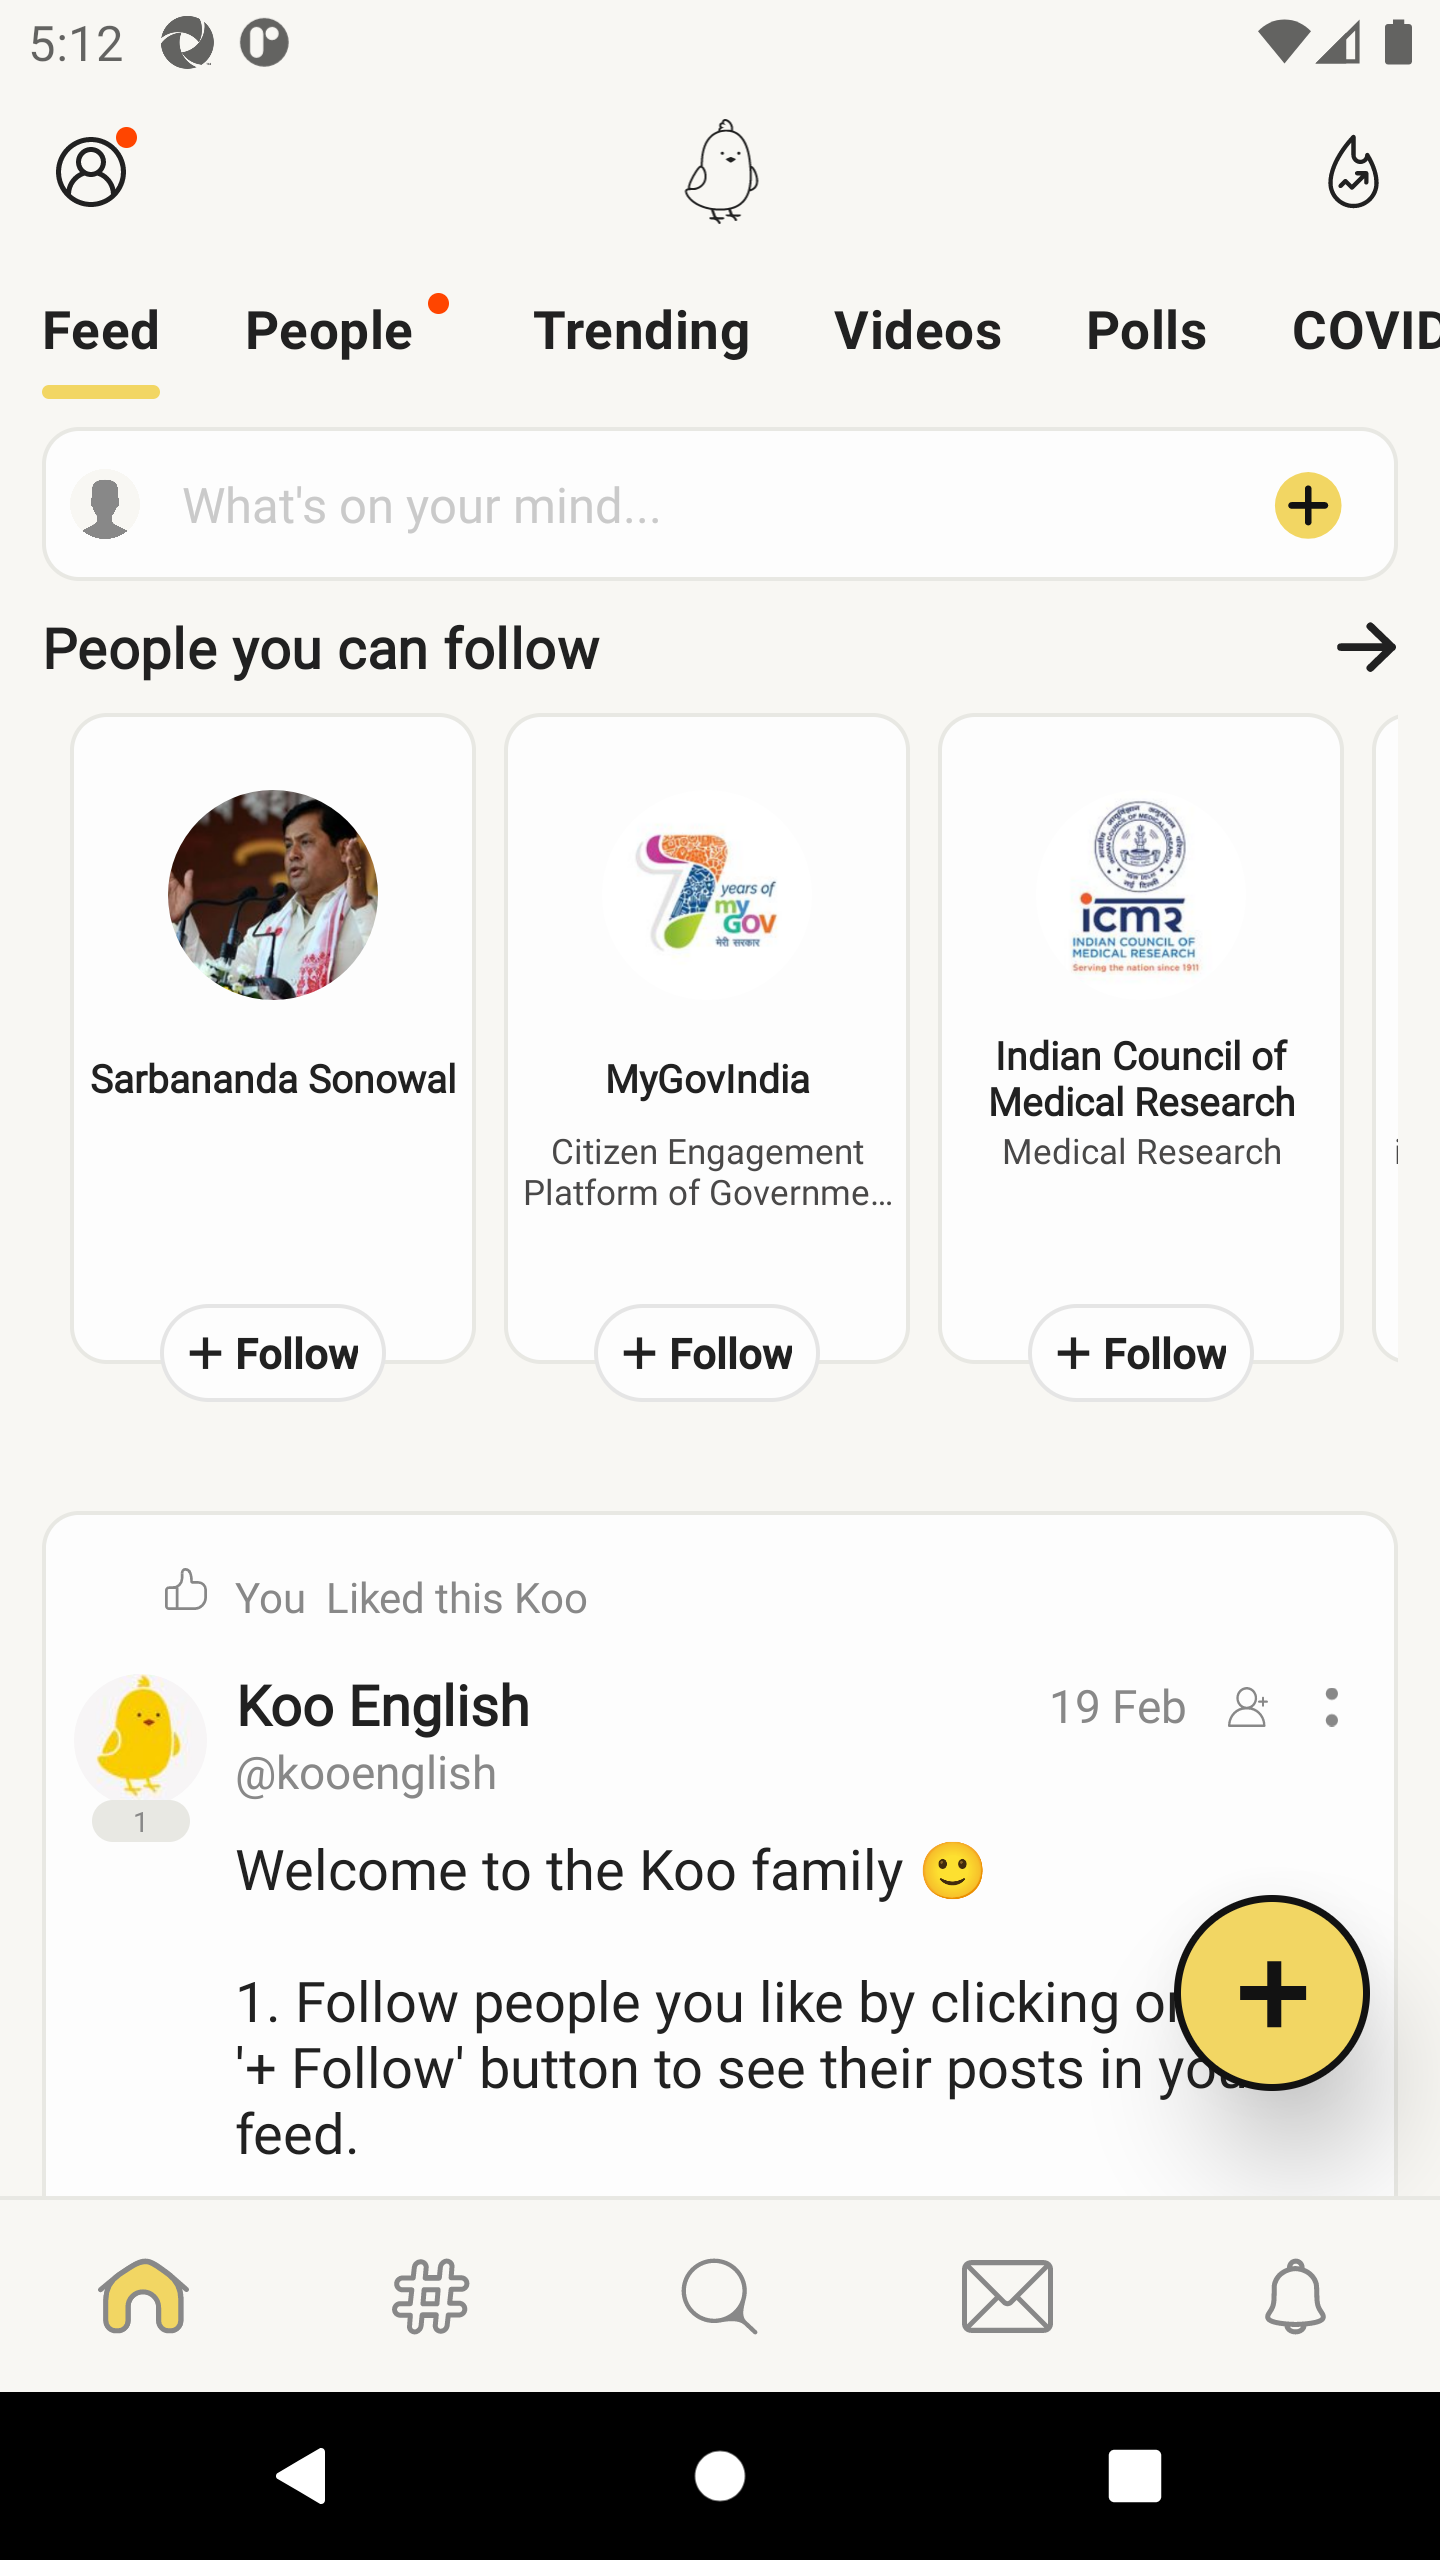 5:12
Feed People Trending Videos Polls COVID
What's on your mind...
People you can follow
years of
my
GOV
मेरी सरकार
icmr
INDIAN COUNCIL OF
MEDICAL RESEARCH
Serving the nation since 1911
Sarbananda Sonowal
MyGovIndia
Citizen Engagement
Platform of Governme...
Indian Council of
Medical Research
Medical Research
+ Follow
+ Follow
+ Follow
You Liked this Koo
Koo English
19 Feb
@kooenglish
1
Welcome to the Koo family 🙂
1. Follow people you like by clicking on
'+ Follow' button to see their posts in your
feed.